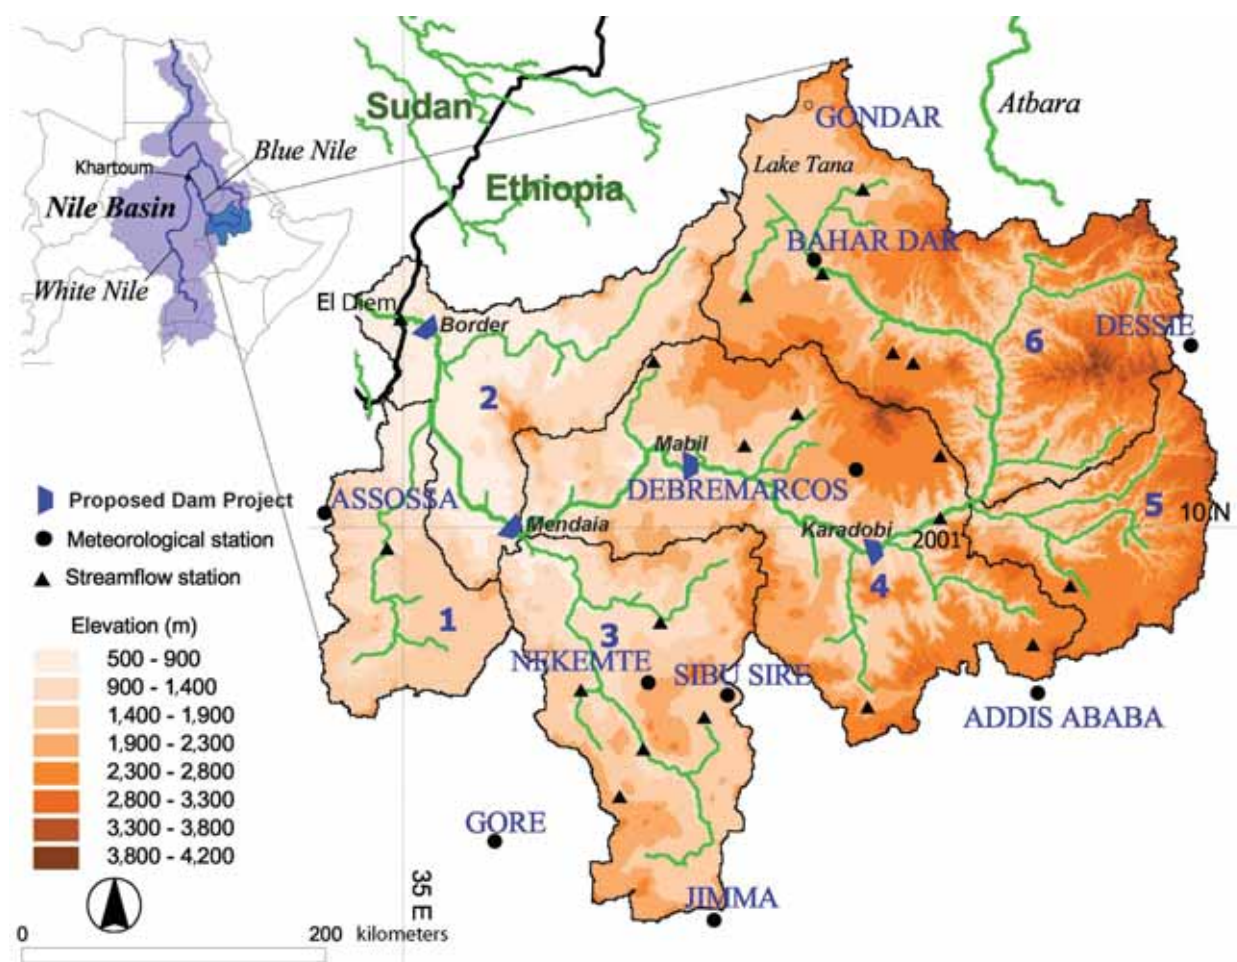 Sudan
Atbara
GONDAR
Blue Nile
Khartoum
Lake Tana
Ethiopia
Nile Basin
BAHAR DAR
White Nile
El Diem
Border
DESSIE
6
2
Mabil
Proposed Dam Project
ASSOSSA
DEBREMARCOS
5
10 N
Mendaia
Karadobi
2001
Meteorological station
Streamflow station
4
1
3
Elevation (m)
500 - 900
NEKEMTE
SIBU SIRE
900 - 1,400
1,400 - 1,900
ADDIS ABABA
1,900 - 2,300
2,300 - 2,800
2,800 - 3,300
GORE
3,300 - 3,800
3,800 - 4,200
35 E
JIMMA
0
200 kilometers